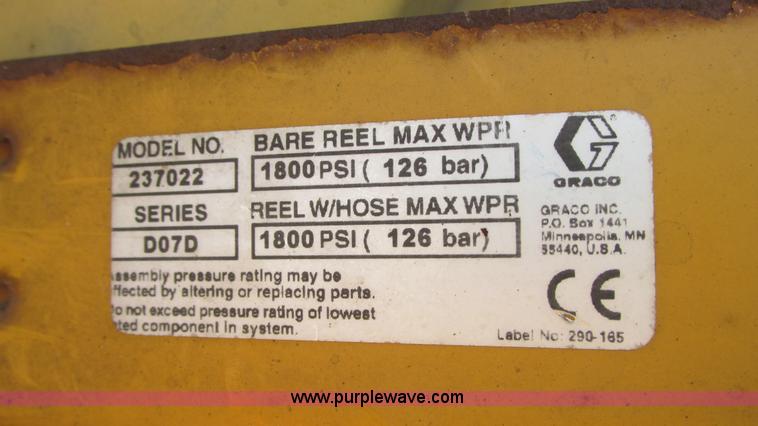 MODEL NO.
237022
SERIES
D07D
BARE REEL MAX WPR
1800 PSI ( 126 bar)
REEL W/HOSE MAX WPR
1800 PSI ( 126 bar)
GRACO
GRACO INC.
P.O. Box 1441
Minneapolis, MN
55440, U.S.A.
ssembly pressure rating may be
ffected by altering or replacing parts.
o not exceed pressure rating of lowest
ted component in system.
CE
Label No: 290-165
www.purplewave.com